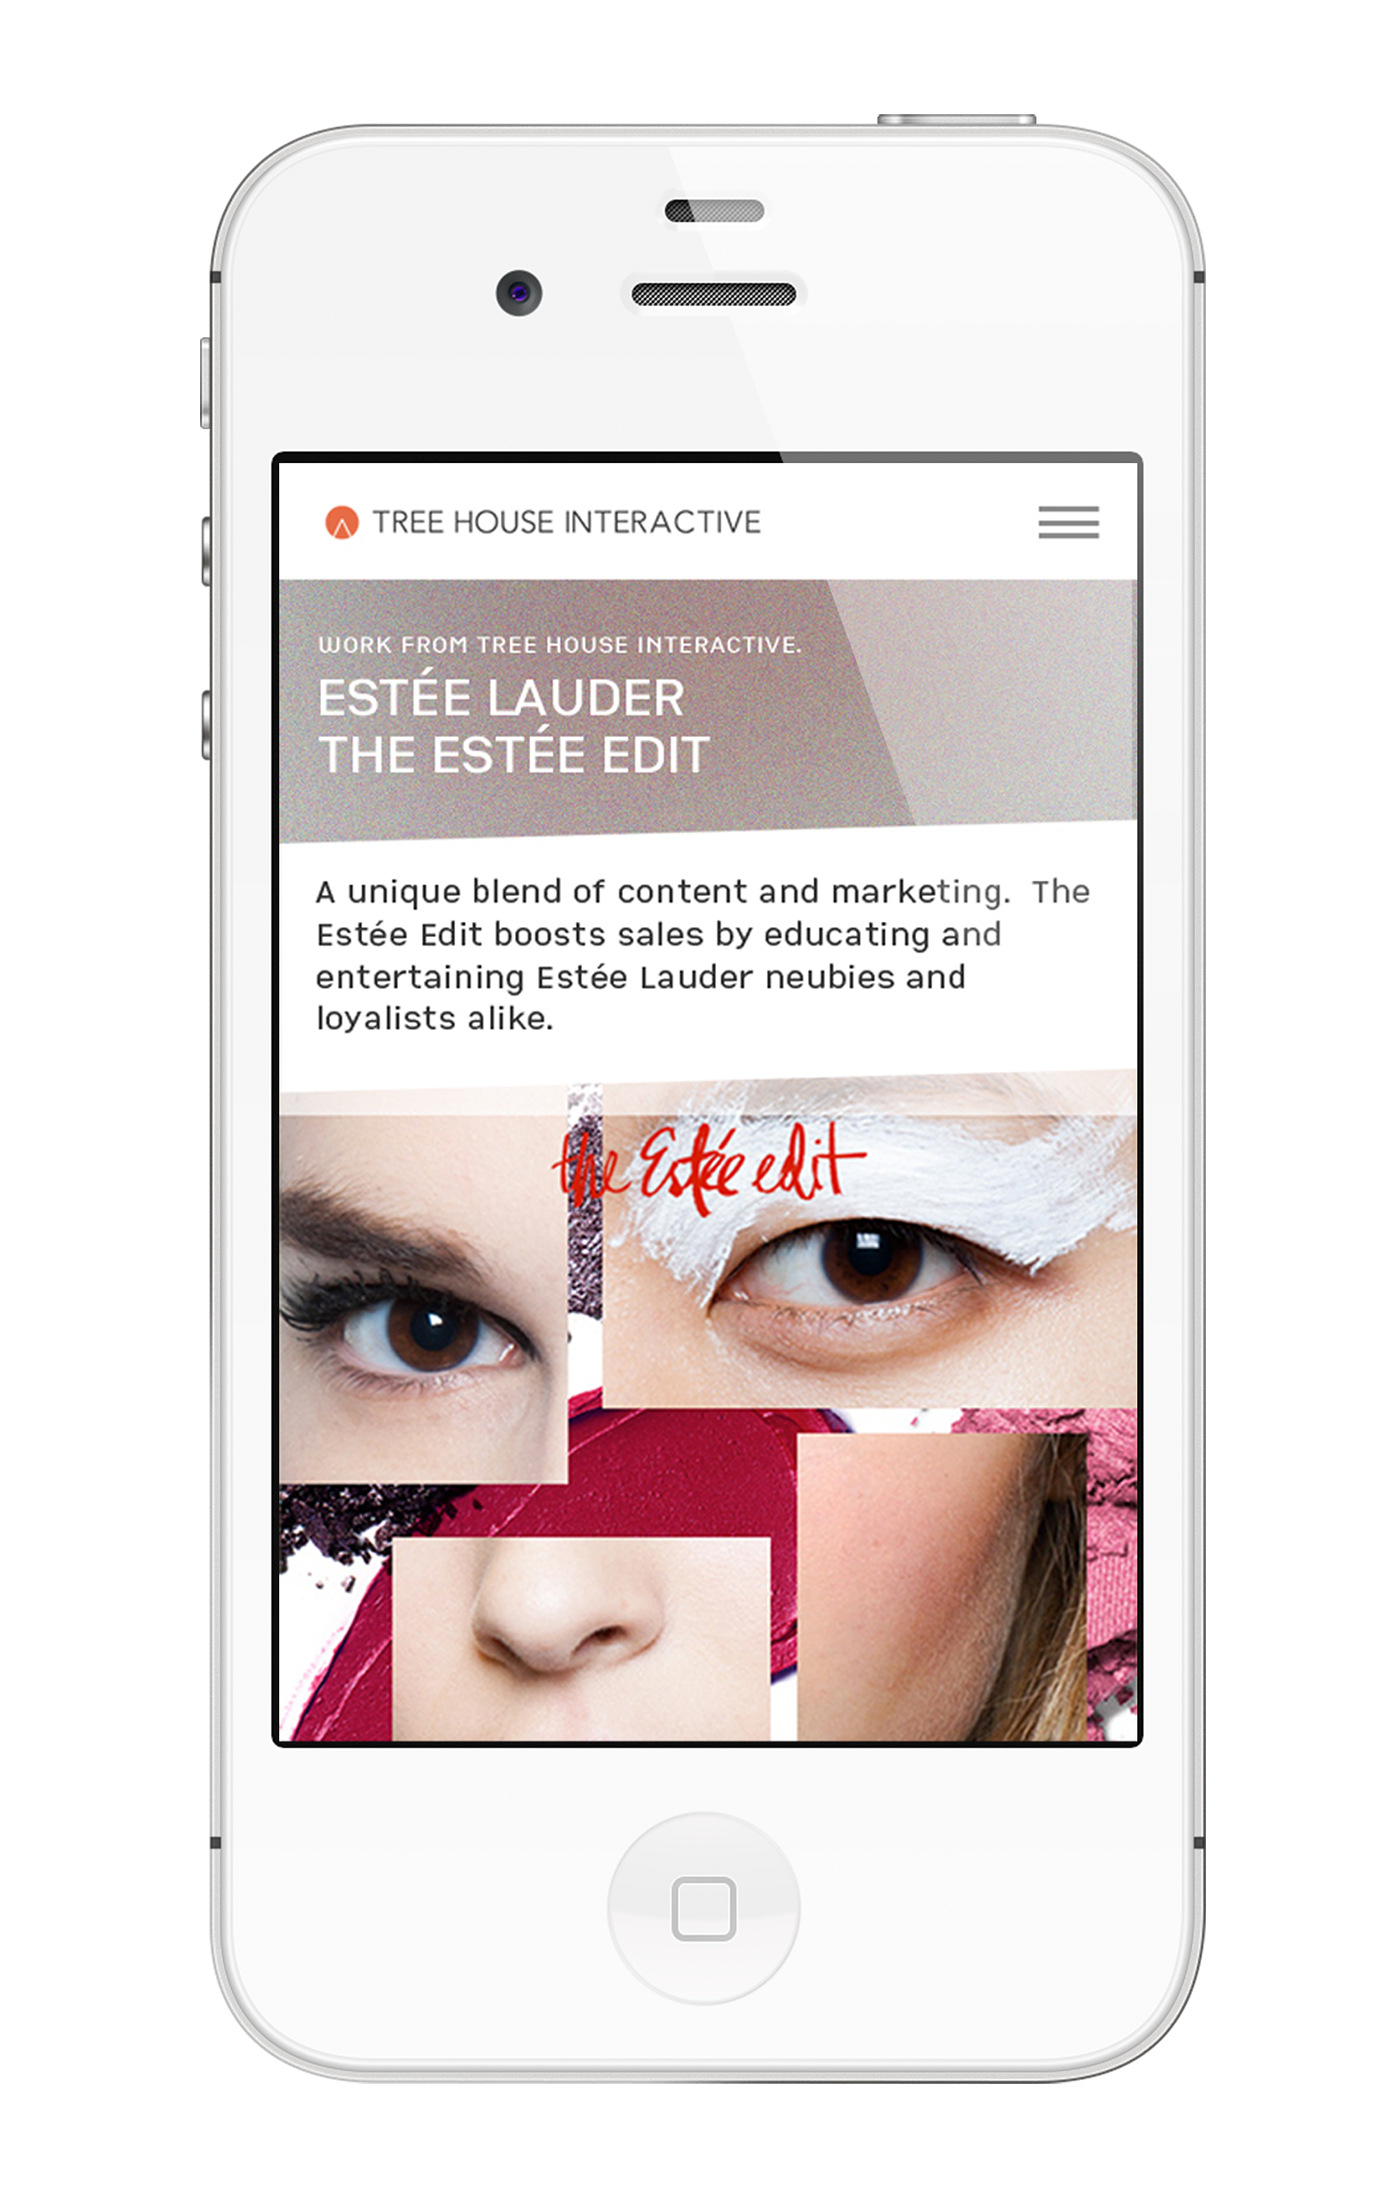 TREE HOUSE INTERACTIVE
WORK FROM TREE HOUSE INTERACTIVE.
ESTÉE LAUDER
THE ESTÉE EDIT
A unique blend of content and marketing. The
Estée Edit boosts sales by educating and
entertaining Estée Lauder neubies and
loyalists alike.
the Estée edit